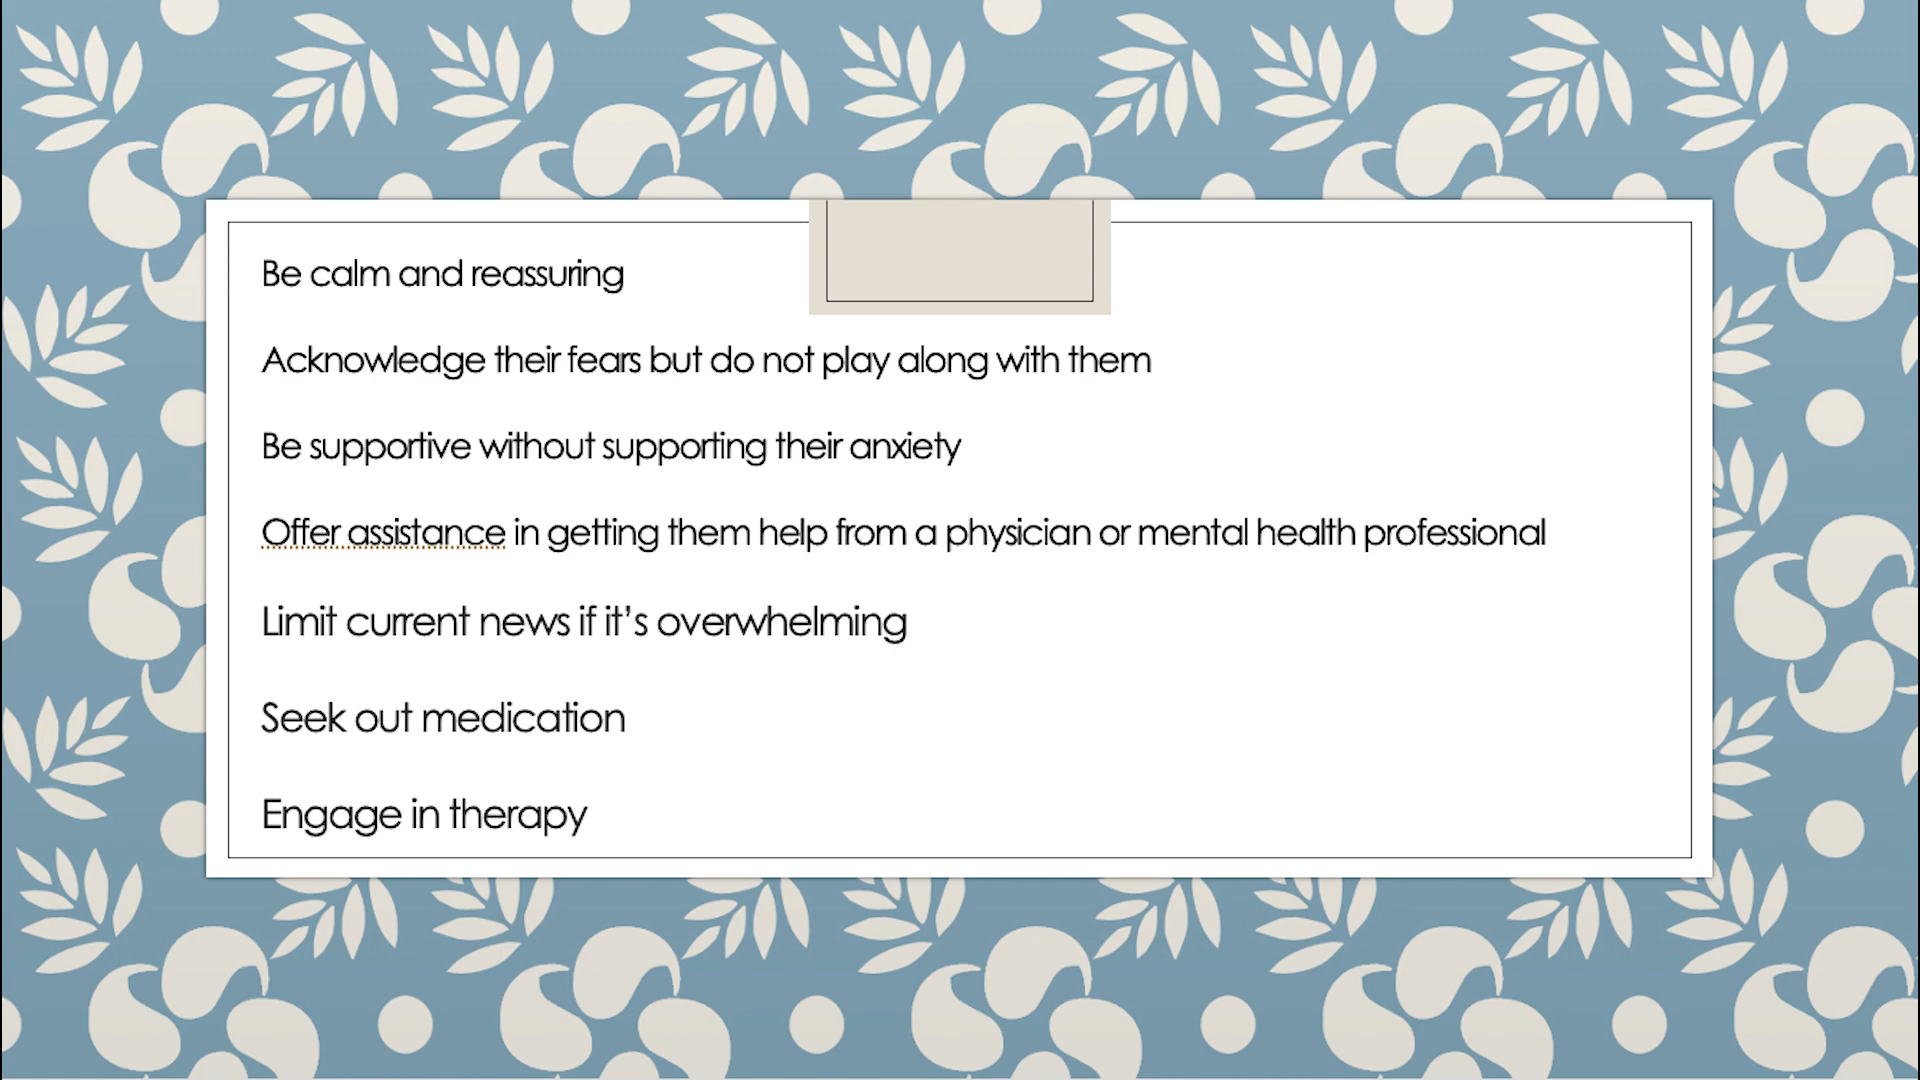 Be calm and reassuring
Acknowledge their fears but do not play along with them
Be supportive without supporting their anxiety
Offer assistance in getting them help from a physician or mental health professional
Limit current news if it’s overwhelming
Seek out medication
Engage in therapy